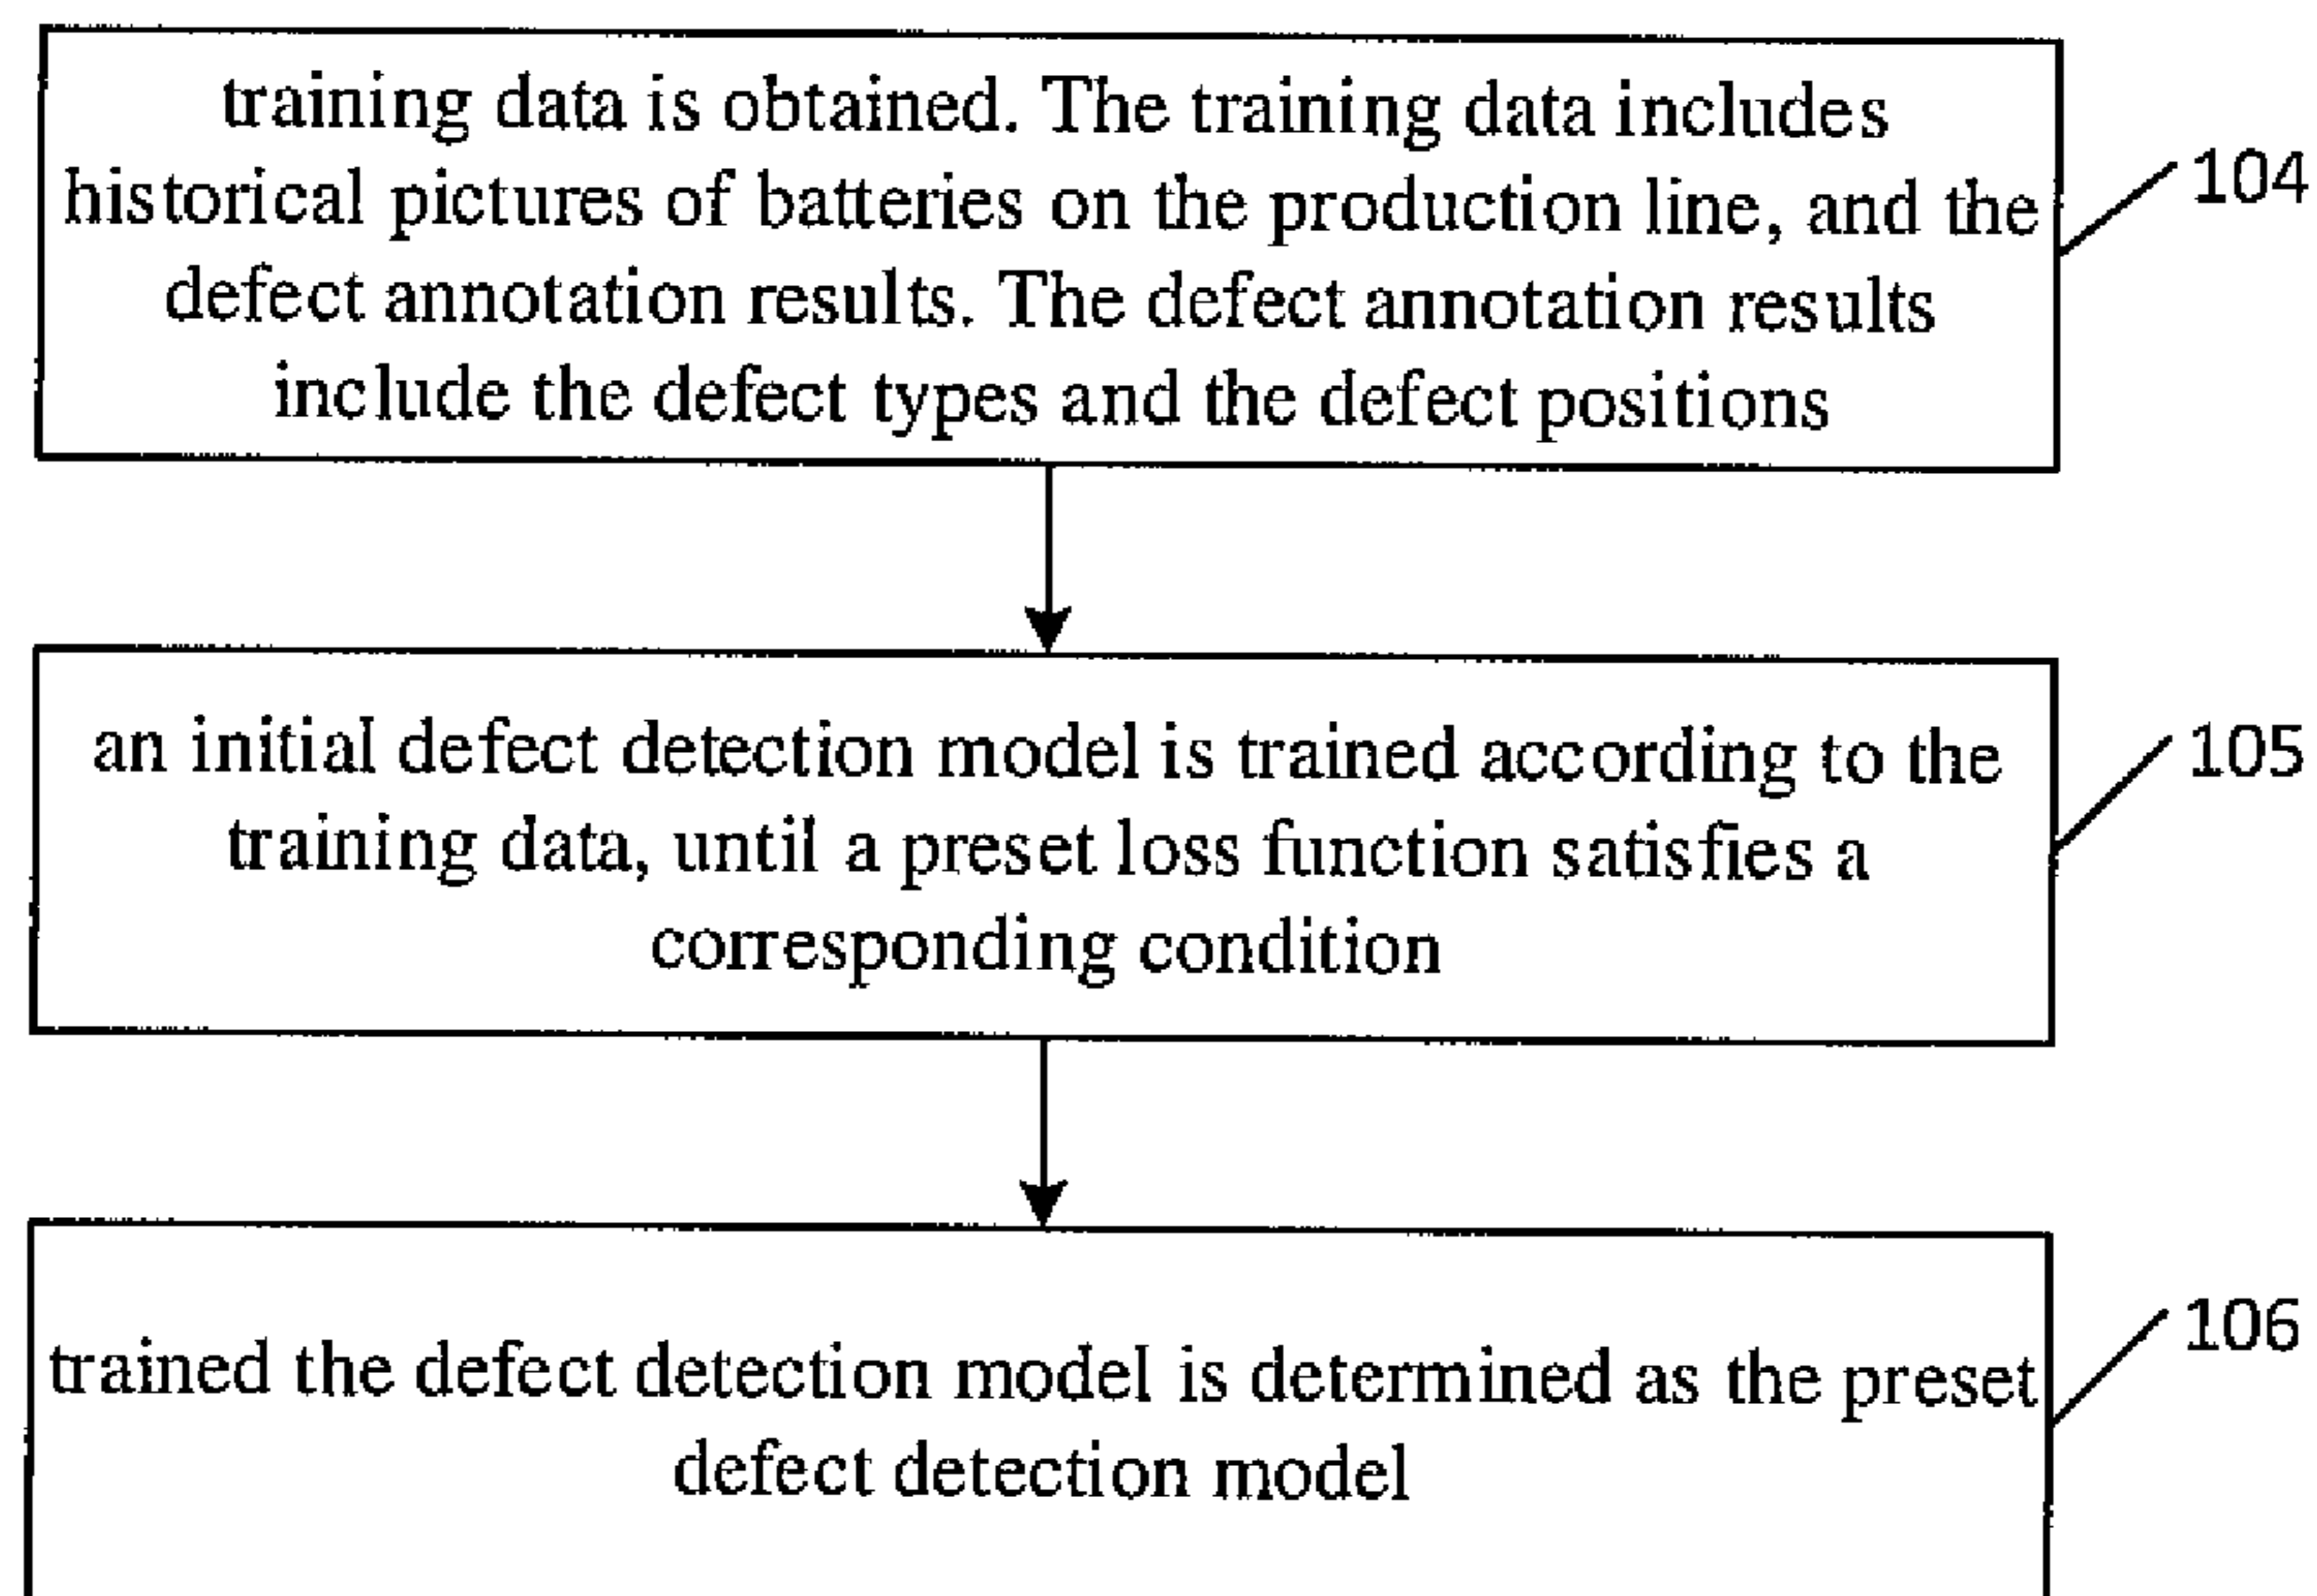 training data is obtained. The training data includes
historical pictures of batteries on the production line, and the
defect annotation results. The defect annotation results
include the defect types and the defect positions
104
an initial defect detection model is trained according to the
training data, until a preset loss function satisfies a
corresponding condition
105
trained the defect detection model is determined as the preset
defect detection model
106